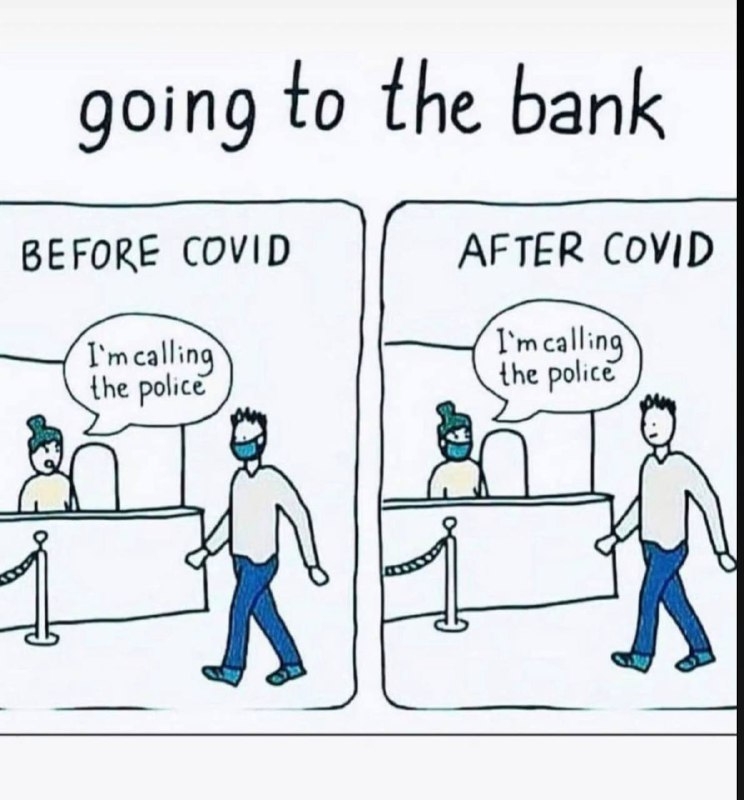 going to the bank
BEFORE COVID
I'm calling
the police
AFTER COVID
I'm calling
the police